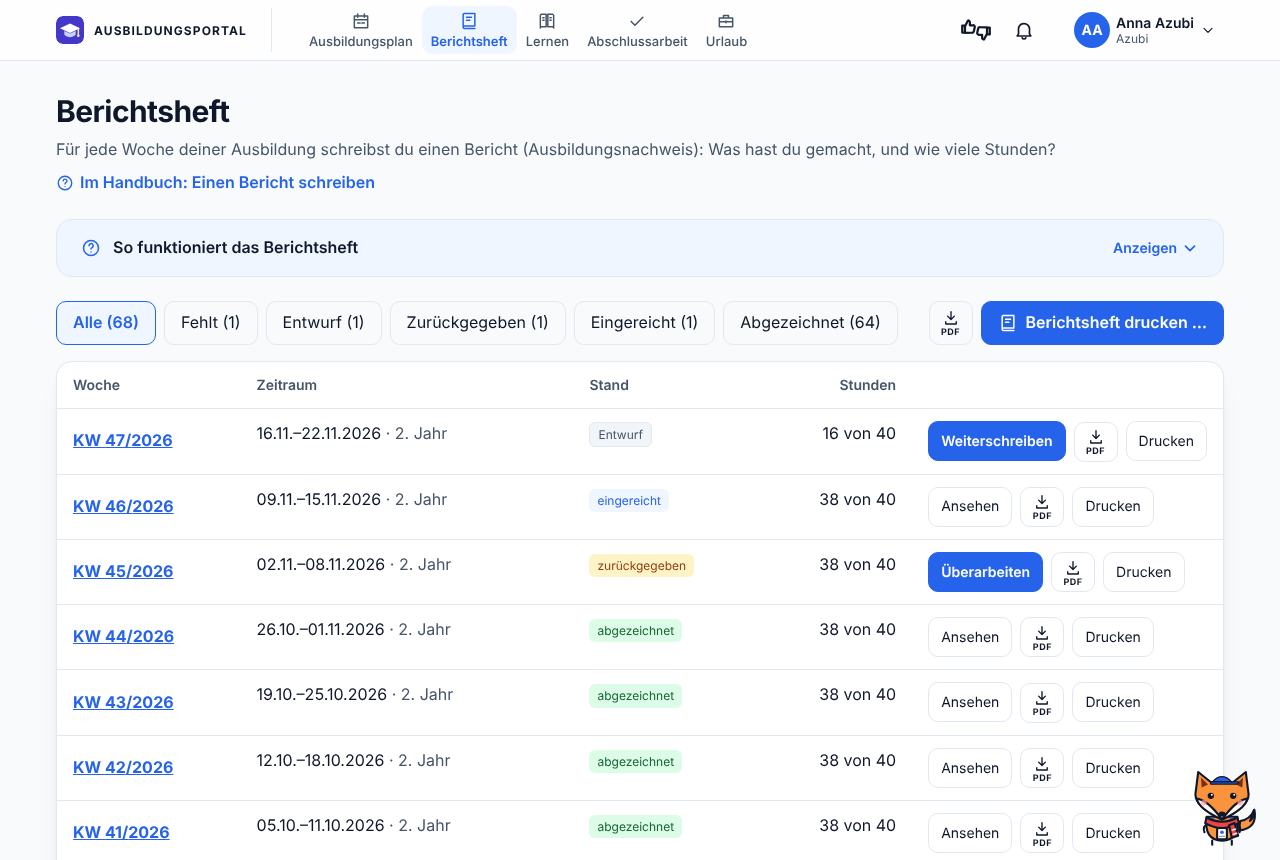 AUSBILDUNGSPORTAL
Ausbildungsplan
Berichtsheft
Lernen
Abschlussarbeit
Urlaub
AA
Anna Azubi
Azubi
Berichtsheft
Für jede Woche deiner Ausbildung schreibst du einen Bericht (Ausbildungsnachweis): Was hast du gemacht, und wie viele Stunden?
Im Handbuch: Einen Bericht schreiben
So funktioniert das Berichtsheft
Anzeigen
Alle (68)
Fehlt (1)
Entwurf (1)
Zurückgegeben (1)
Eingereicht (1)
Abgezeichnet (64)
PDF
Berichtsheft drucken ...
Woche Zeitraum Stand Stunden
KW 47/2026 16.11.–22.11.2026 · 2. Jahr Entwurf 16 von 40 Weiterschreiben PDF Drucken
KW 46/2026 09.11.–15.11.2026 · 2. Jahr eingereicht 38 von 40 Ansehen PDF Drucken
KW 45/2026 02.11.–08.11.2026 · 2. Jahr zurückgegeben 38 von 40 Überarbeiten PDF Drucken
KW 44/2026 26.10.–01.11.2026 · 2. Jahr abgezeichnet 38 von 40 Ansehen PDF Drucken
KW 43/2026 19.10.–25.10.2026 · 2. Jahr abgezeichnet 38 von 40 Ansehen PDF Drucken
KW 42/2026 12.10.–18.10.2026 · 2. Jahr abgezeichnet 38 von 40 Ansehen PDF Drucken
KW 41/2026 05.10.–11.10.2026 · 2. Jahr abgezeichnet 38 von 40 Ansehen PDF Drucken